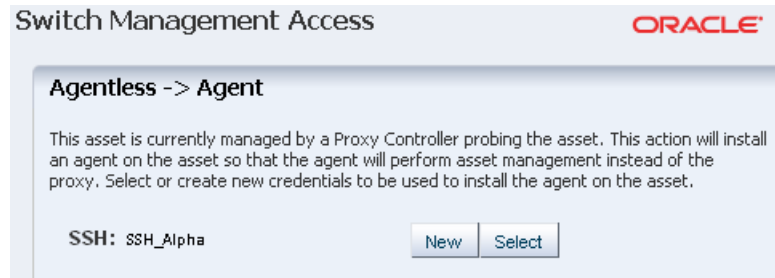 Switch Management Access
ORACLE
Agentless -> Agent
This asset is currently managed by a Proxy Controller probing the asset. This action will install
an agent on the asset so that the agent will perform asset management instead of the
proxy. Select or create new credentials to be used to install the agent on the asset.
SSH: SSH_Alpha New Select